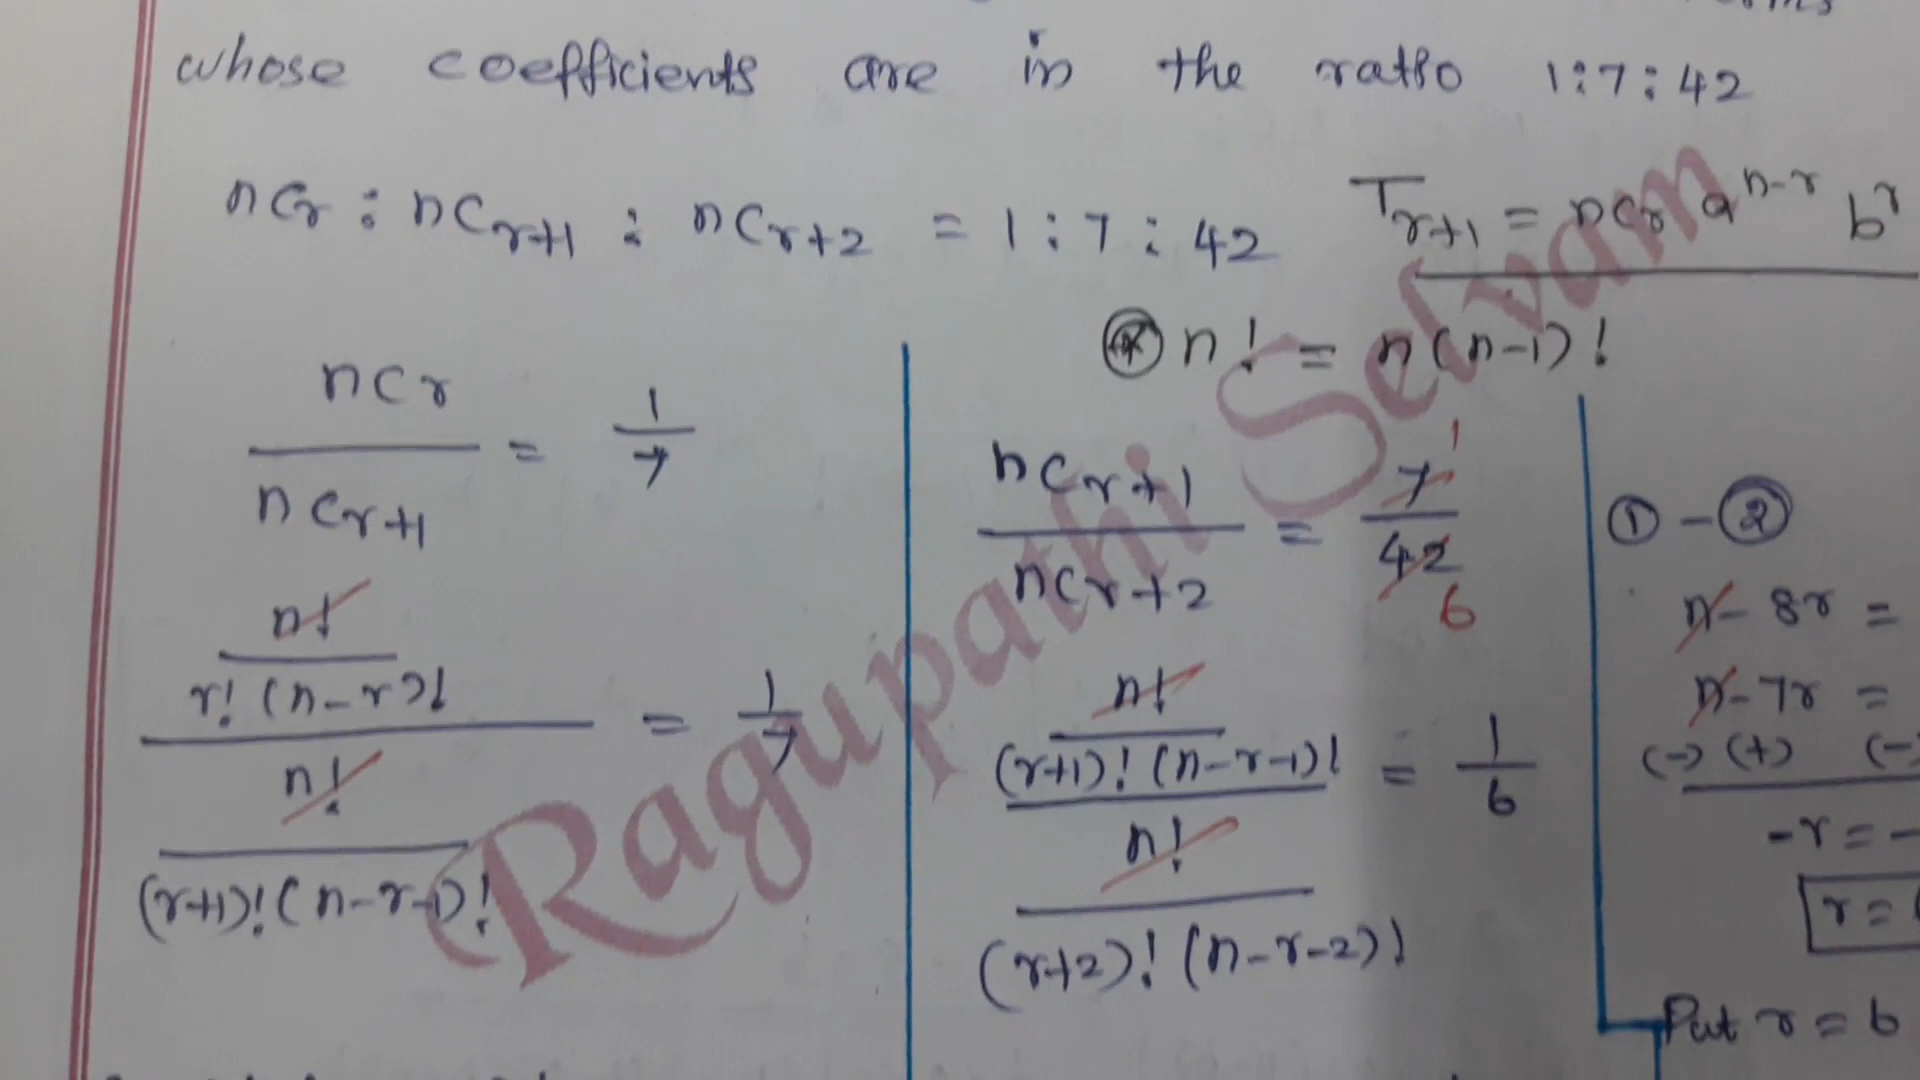 whose coefficients are in the ratio 1:7:42
nCr : nCr+1 : nCr+2 = 1:7:42
Tr+1 = nCr a^n-r b^r
* n! = n(n-1)!
nCr / nCr+1 = 1/7
n! / r!(n-r)! / n! / (r+1)!(n-r-1)! = 1/7
nCr+1 / nCr+2 = 7/42 1 6
n! / (r+1)!(n-r-1)! / n! / (r+2)!(n-r-2)! = 1/6
① - ②
n - 8r =
n - 7r =
(-) (+) (-)
-r = -
r =
Put r = 6
Ragupathi Selvam